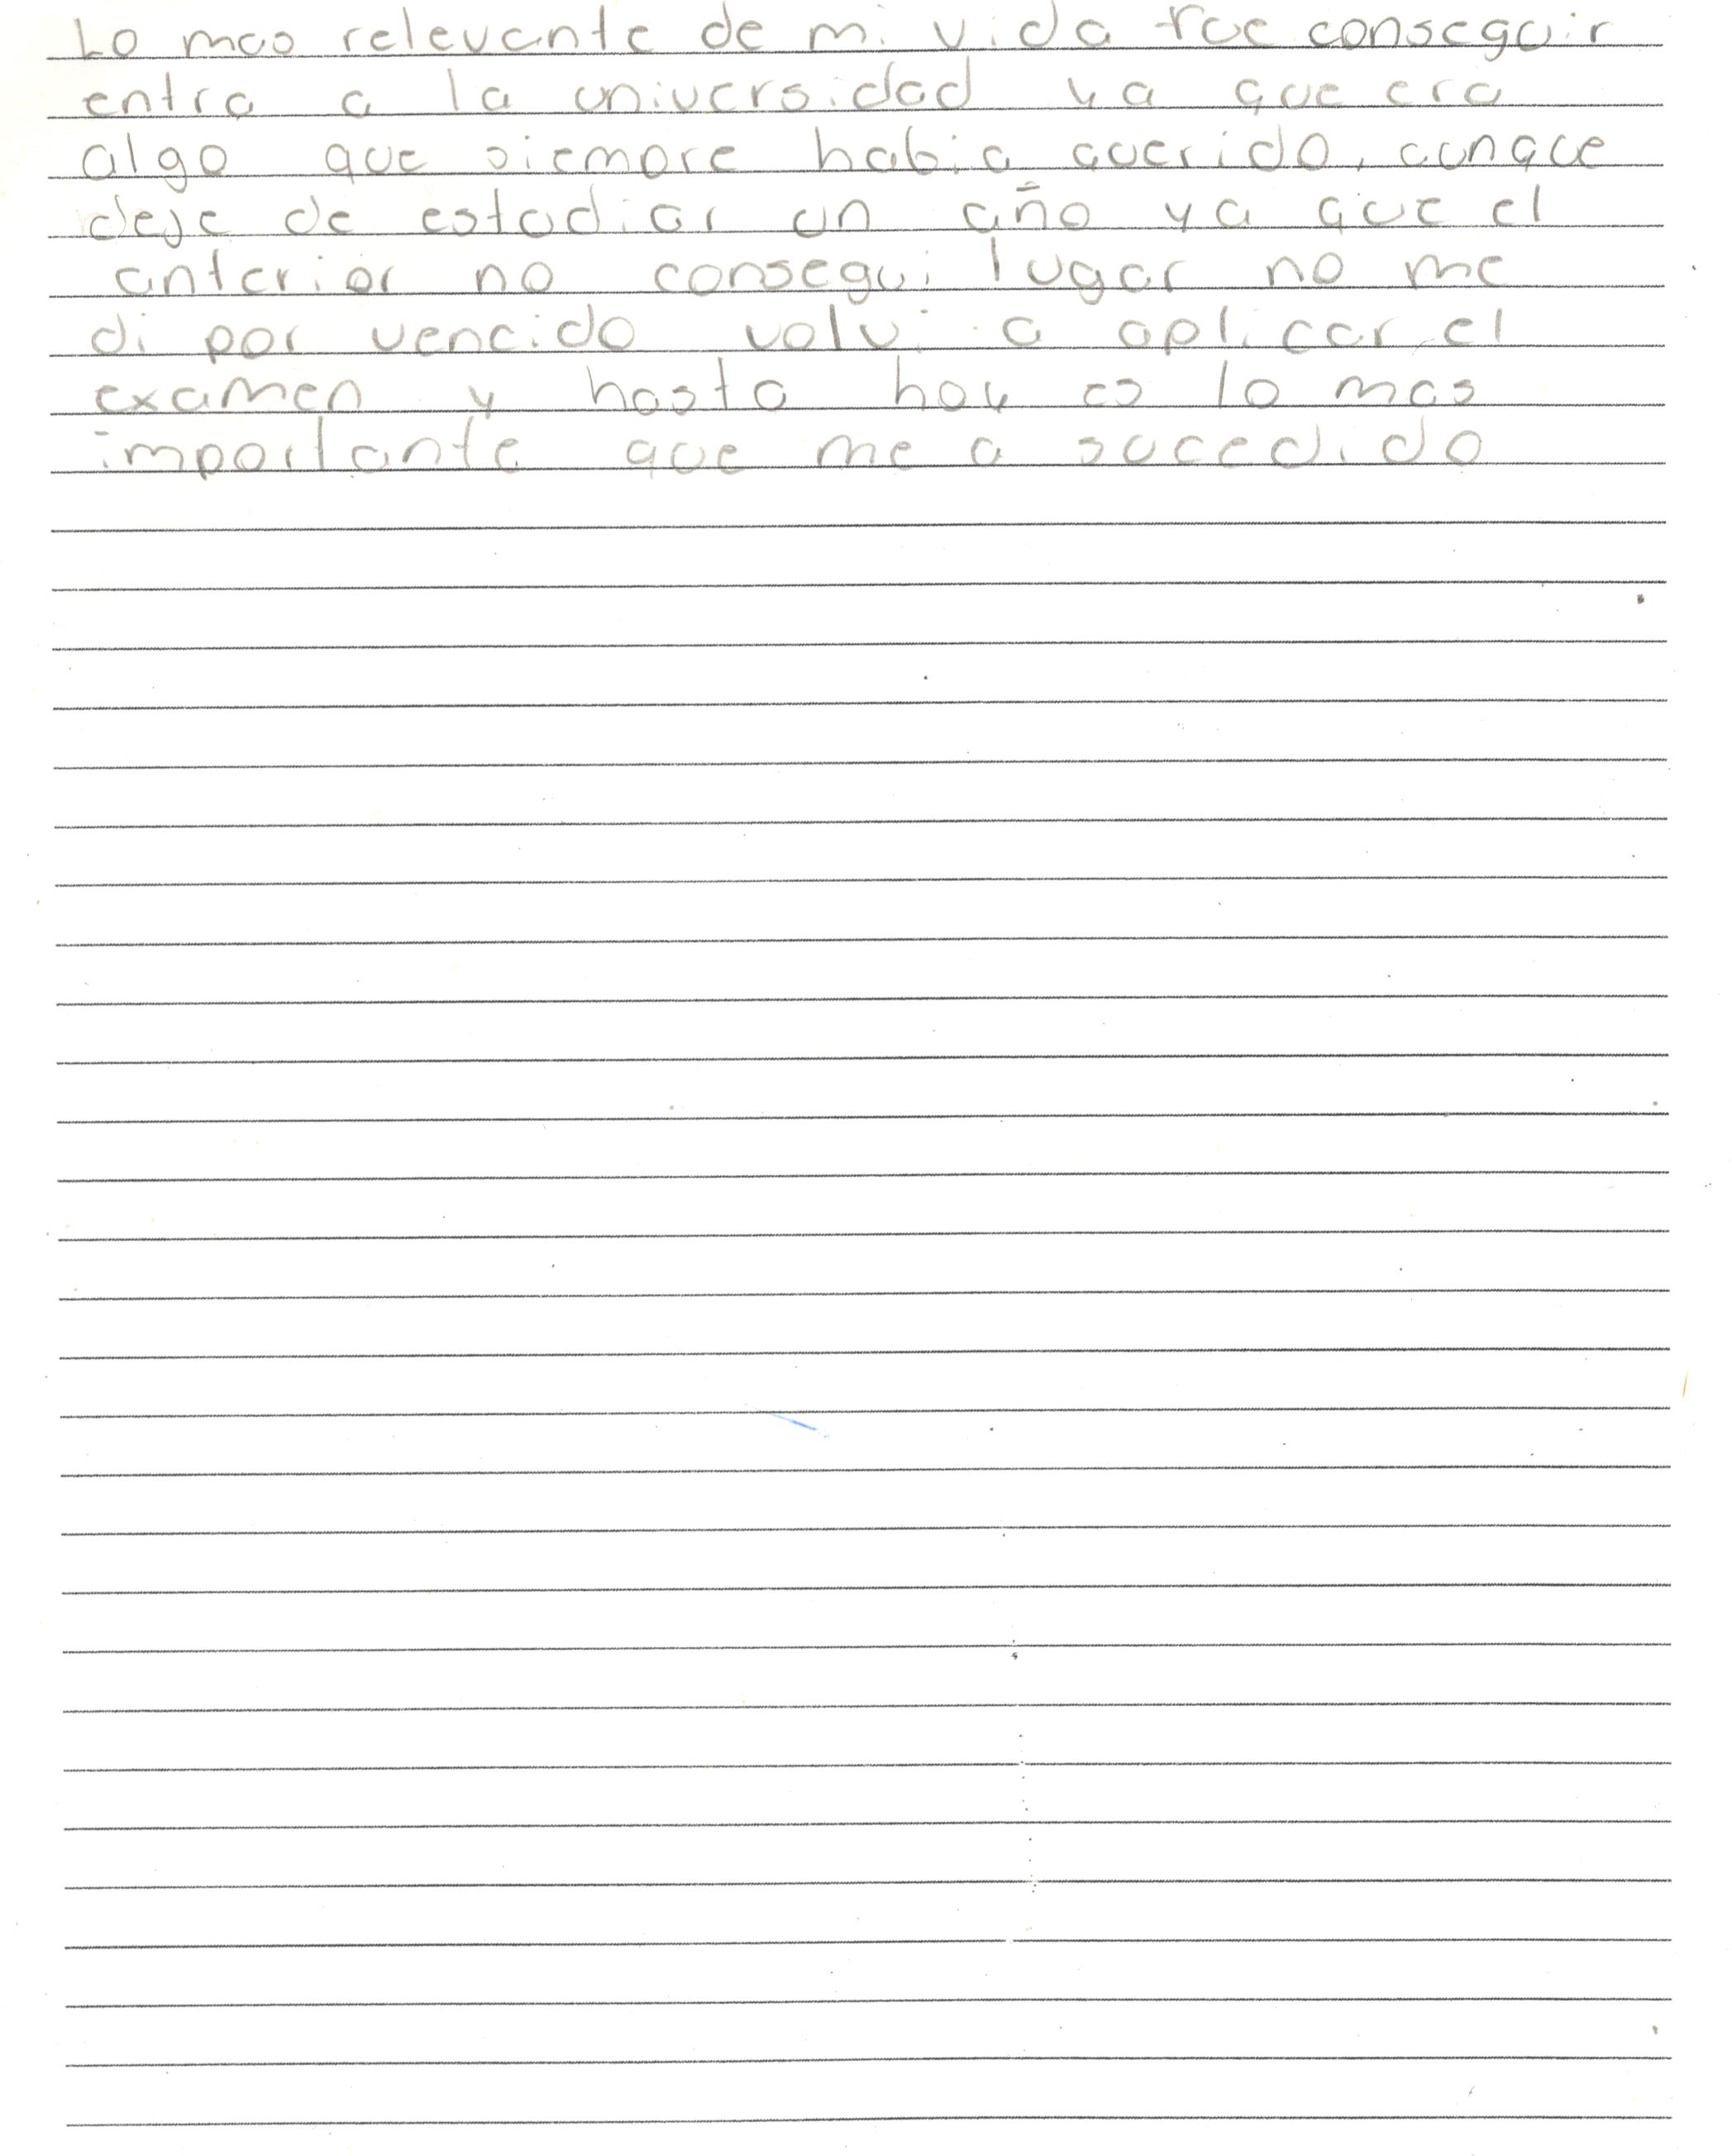 Lo mas relevante de mi vida fue conseguir
entra a la universidad ya que era
algo que siempre habia querido, aunque
deje de estudiar un año ya que el
anterior no consegui lugar no me
di por vencido volvi a aplicar el
examen y hasta hoy es lo mas
importante que me a sucedido